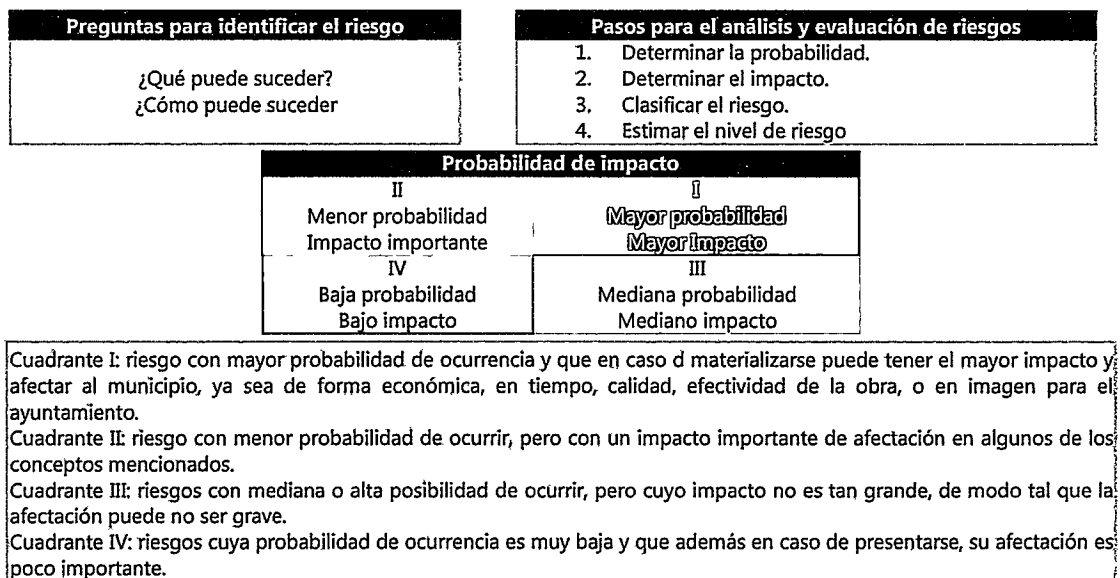 Preguntas para identificar el riesgo
¿Qué puede suceder?
¿Cómo puede suceder
Pasos para el análisis y evaluación de riesgos
1. Determinar la probabilidad.
2. Determinar el impacto.
3. Clasificar el riesgo.
4. Estimar el nivel de riesgo
Probabilidad de impacto
II
Menor probabilidad
Impacto importante
I
Mayor probabilidad
Mayor Impacto
IV
Baja probabilidad
Bajo impacto
III
Mediana probabilidad
Mediano impacto
Cuadrante I: riesgo con mayor probabilidad de ocurrencia y que en caso d materializarse puede tener el mayor impacto y
afectar al municipio, ya sea de forma económica, en tiempo, calidad, efectividad de la obra, o en imagen para el
ayuntamiento.
Cuadrante II: riesgo con menor probabilidad de ocurrir, pero con un impacto importante de afectación en algunos de los
conceptos mencionados.
Cuadrante III: riesgos con mediana o alta posibilidad de ocurrir, pero cuyo impacto no es tan grande, de modo tal que la
afectación puede no ser grave.
Cuadrante IV: riesgos cuya probabilidad de ocurrencia es muy baja y que además en caso de presentarse, su afectación es
poco importante.